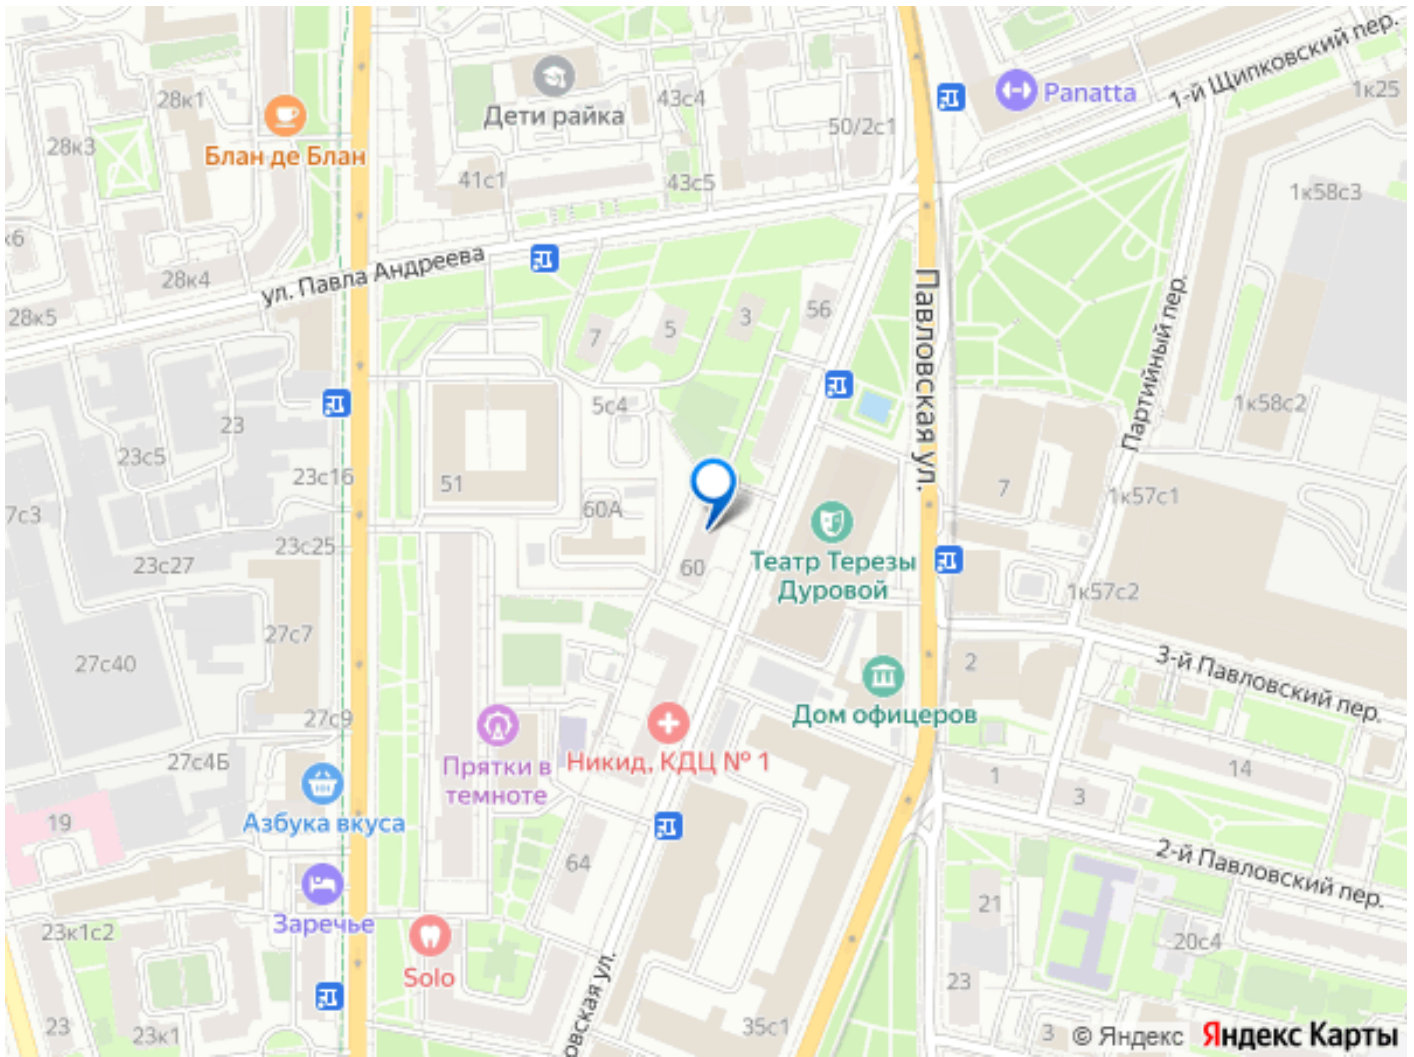 1-й Щипковский пер.
28к1
43с4
Panatta
1к25
Дети райка
50/2с1
28к3
Блан де Блан
41с1
43с5
1к58с3
к6
28к4
ул. Павла Андреева
28к5
7
5
3
56
Павловская ул.
Партийный пер.
5с4
1к58с2
23
23с5
23с16
51
7
1к57с1
7с3
60А
23с25
23с27
60
Театр Терезы
Дуровой
1к57с2
27с7
27с40
2
3-й Павловский пер.
27с9
Дом офицеров
27с4Б
Прятки в
темноте
Никид, КДЦ № 1
1
14
3
19
Азбука вкуса
64
2-й Павловский пер.
Заречье
21
23к1с2
20с4
Solo
овская ул.
23
23
23к1
35с1
3
© Яндекс Яндекс Карты